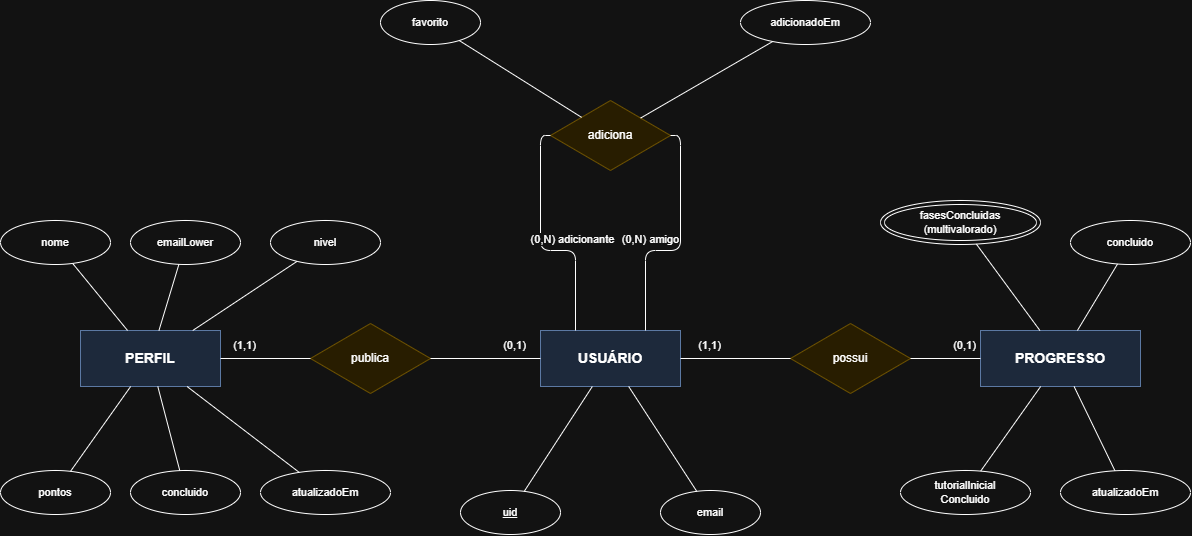 favorito
adicionadoEm
adiciona
fasesConcluidas
(multivalorado)
nome
emailLower
nivel
(0,N) adicionante
(0,N) amigo
concluido
(1,1)
(0,1)
(1,1)
(0,1)
PERFIL
publica
USUÁRIO
possui
PROGRESSO
pontos
concluido
atualizadoEm
uid
email
tutorialInicial
Concluido
atualizadoEm